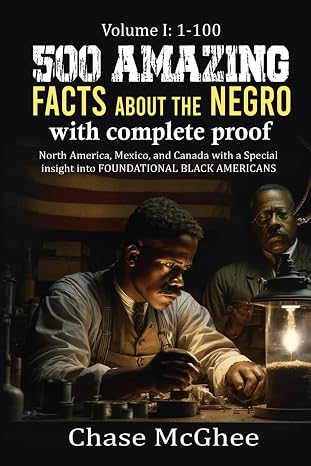 Volume I: 1-100
500 AMAZING
FACTS ABOUT THE NEGRO
with complete proof
North America, Mexico, and Canada with a Special
insight into FOUNDATIONAL BLACK AMERICANS
Chase McGhee